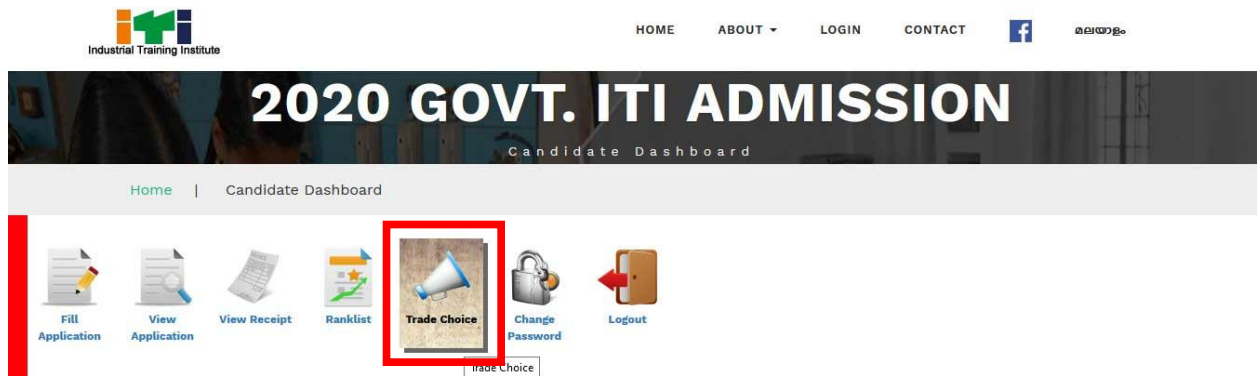 Industrial Training Institute
HOME ABOUT LOGIN CONTACT f മലയാളം
2020 GOVT. ITI ADMISSION
Candidate Dashboard
Home | Candidate Dashboard
Fill Application
View Application
View Receipt
Ranklist
Trade Choice
Change Password
Logout
Trade Choice